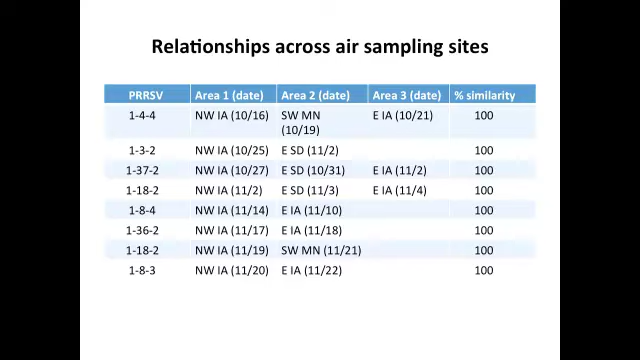 Relationships across air sampling sites
PRRSV Area 1 (date) Area 2 (date) Area 3 (date) % similarity
1-4-4 NW IA (10/16) SW MN (10/19) E IA (10/21) 100
1-3-2 NW IA (10/25) E SD (11/2) 100
1-37-2 NW IA (10/27) E SD (10/31) E IA (11/2) 100
1-18-2 NW IA (11/2) E SD (11/3) E IA (11/4) 100
1-8-4 NW IA (11/14) E IA (11/10) 100
1-36-2 NW IA (11/17) E IA (11/18) 100
1-18-2 NW IA (11/19) SW MN (11/21) 100
1-8-3 NW IA (11/20) E IA (11/22) 100